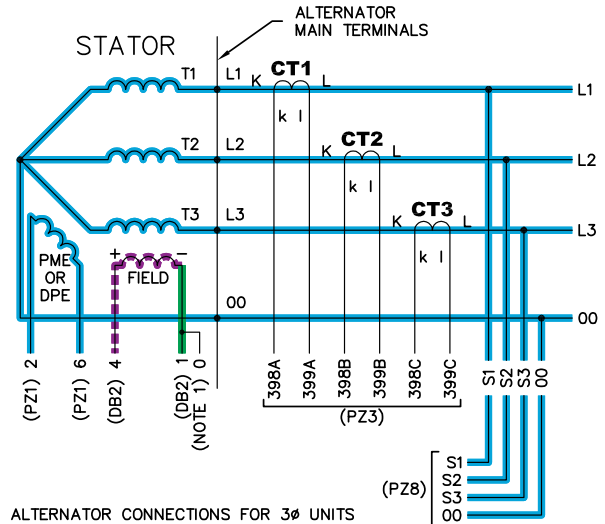 ALTERNATOR
MAIN TERMINALS
STATOR
T1 L1 K CT1 L L1
k l
T2 L2 K CT2 L L2
k l
T3 L3 K CT3 L L3
k l
PME
OR
DPE
+ −
FIELD
00 00
(PZ1) 2
(PZ1) 6
(DB2) 4
(DB2) 1
(NOTE 1) 0
398A
399A
398B
399B
398C
399C
(PZ3)
S1
S2
S3
00
(PZ8)
S1
S2
S3
00
ALTERNATOR CONNECTIONS FOR 3ø UNITS